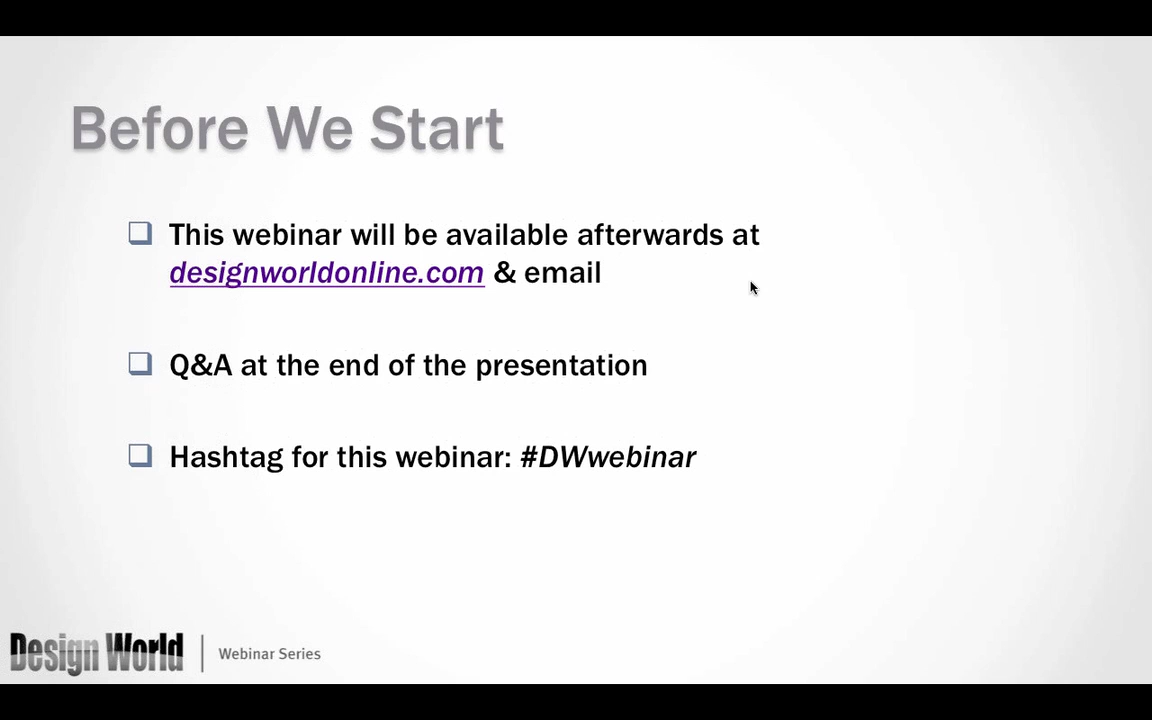 Before We Start
This webinar will be available afterwards at
designworldonline.com & email
Q&A at the end of the presentation
Hashtag for this webinar: #DWwebinar
Design World
Webinar Series